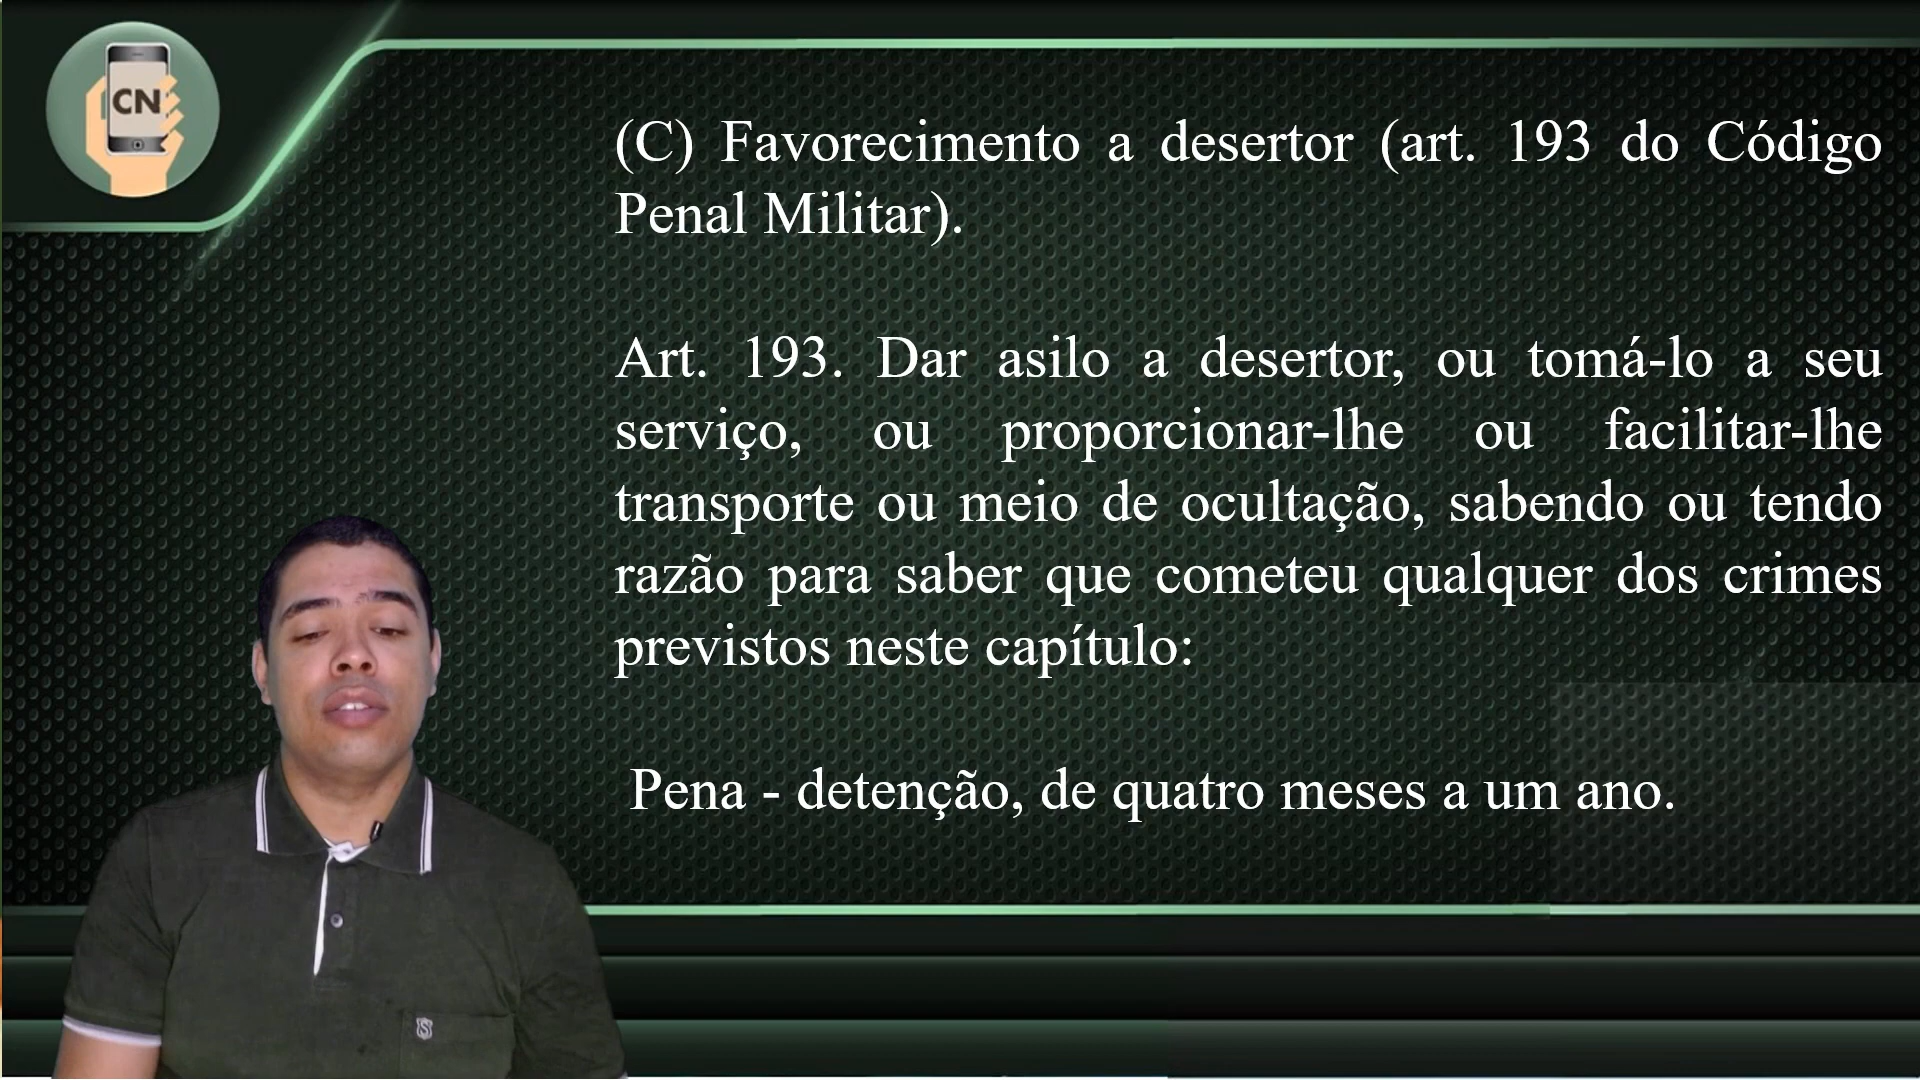 CN
(C) Favorecimento a desertor (art. 193 do Código
Penal Militar).
Art. 193. Dar asilo a desertor, ou tomá-lo a seu
serviço, ou proporcionar-lhe ou facilitar-lhe
transporte ou meio de ocultação, sabendo ou tendo
razão para saber que cometeu qualquer dos crimes
previstos neste capítulo:
Pena - detenção, de quatro meses a um ano.